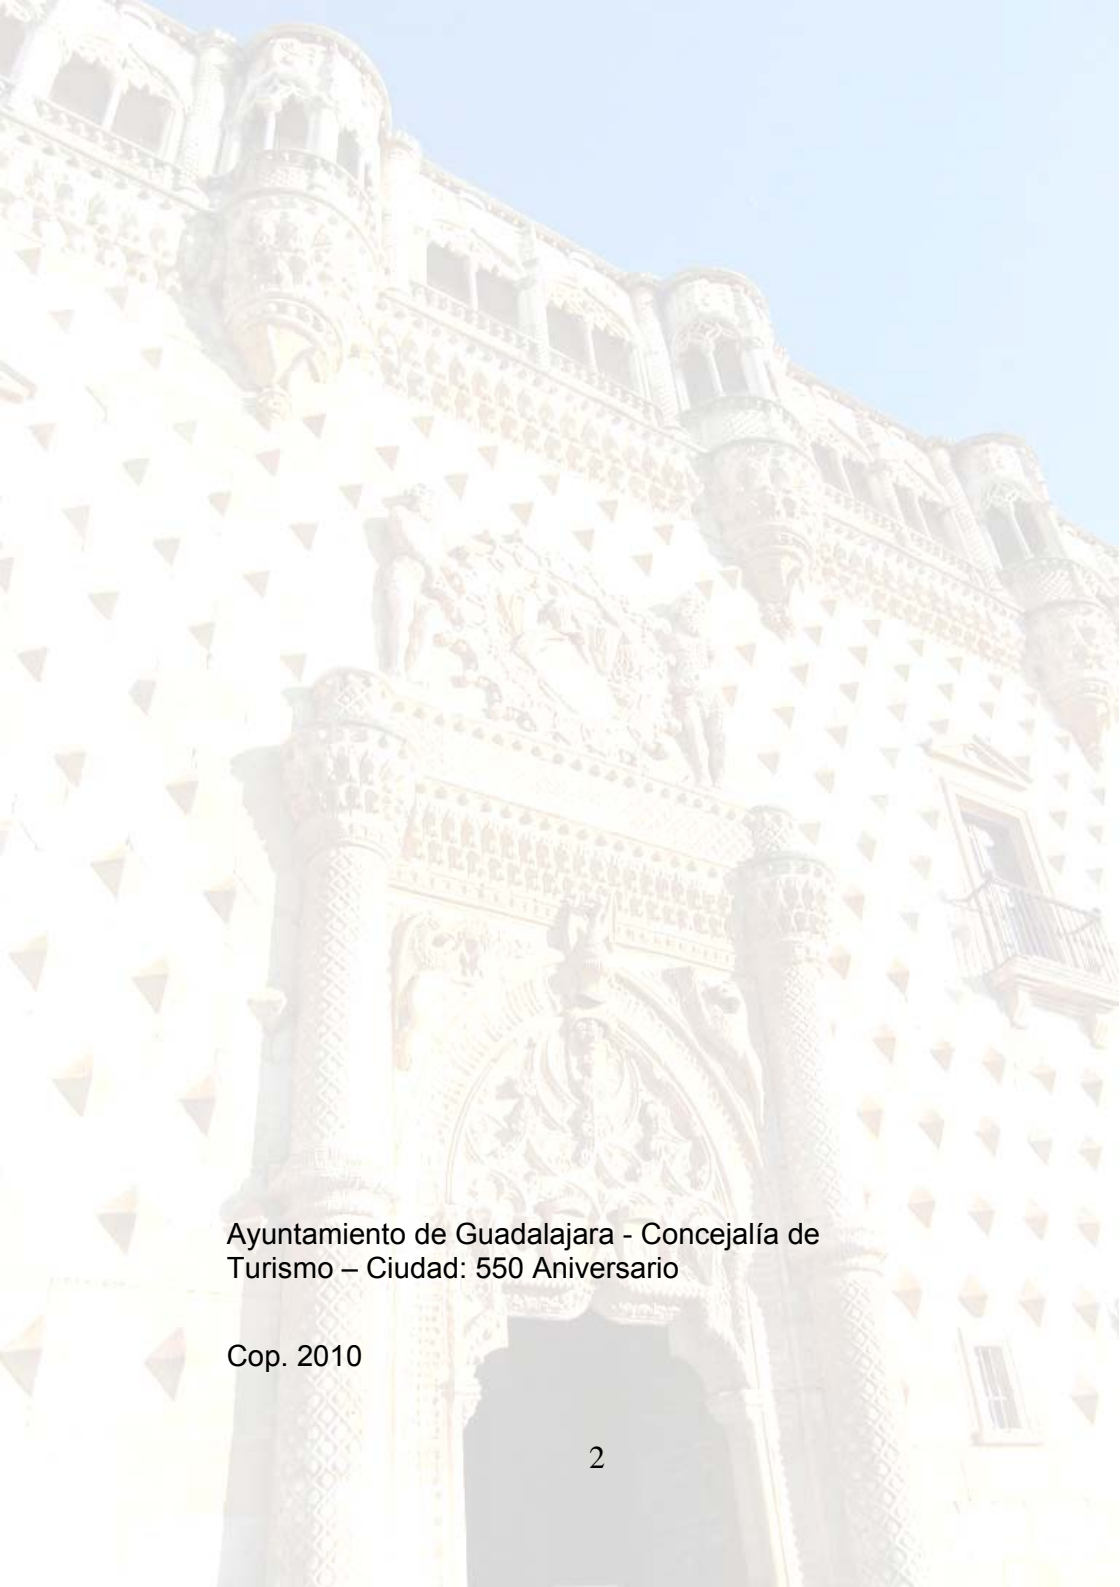 Ayuntamiento de Guadalajara - Concejalía de
Turismo – Ciudad: 550 Aniversario
Cop. 2010
2